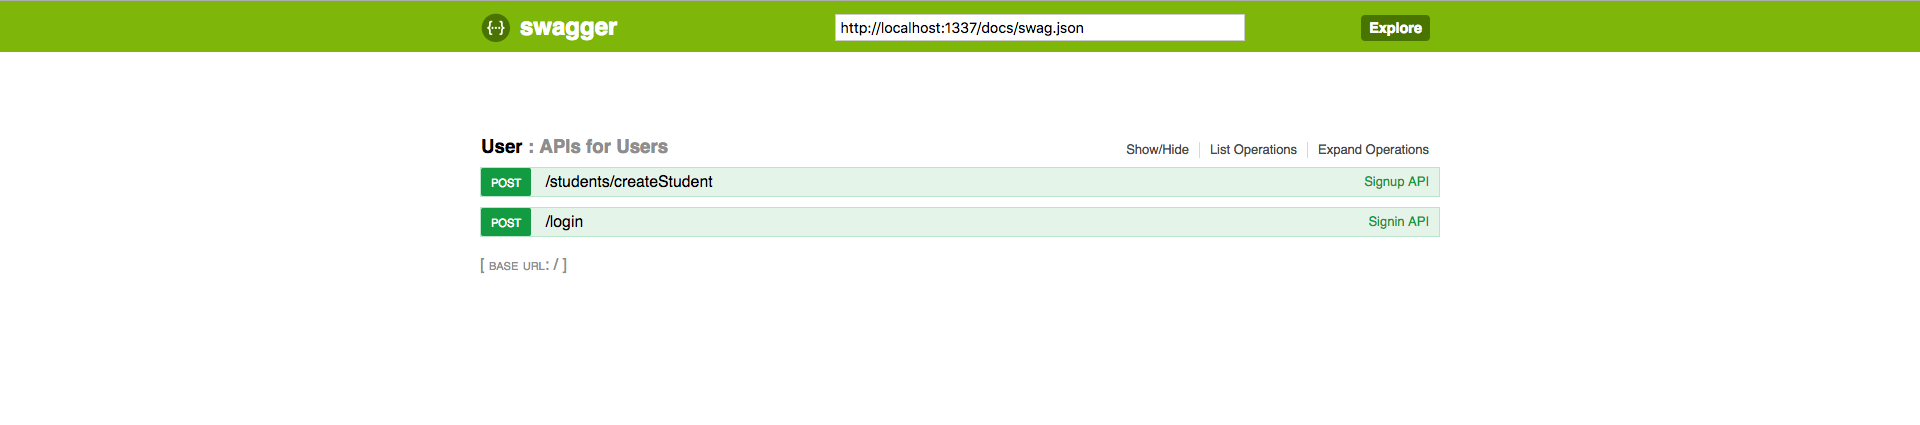 {··} swagger http://localhost:1337/docs/swag.json Explore
User : APIs for Users Show/Hide List Operations Expand Operations
POST /students/createStudent Signup API
POST /login Signin API
[ BASE URL: / ]